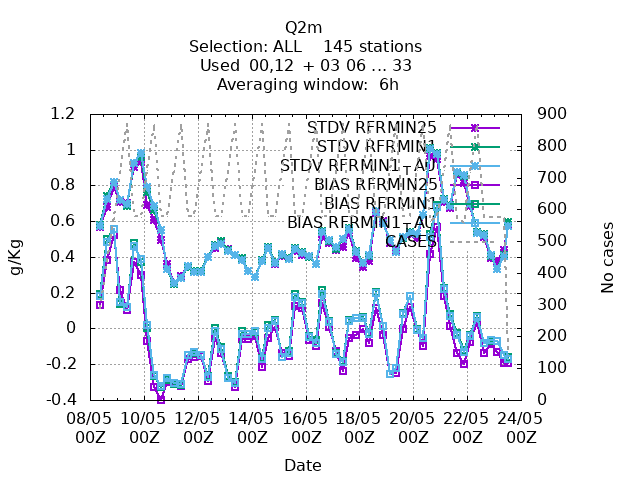 Q2m
Selection: ALL 145 stations
Used 00,12 + 03 06 ... 33
Averaging window: 6h
1.2
1
0.8
0.6
0.4
0.2
0
-0.2
-0.4
g/Kg
900
800
700
600
500
400
300
200
100
0
No cases
STDV RFRMIN25
STDV RFRMIN1
STDV RFRMIN1_AU
BIAS RFRMIN25
BIAS RFRMIN1
BIAS RFRMIN1_AU
CASES
08/05 10/05 12/05 14/05 16/05 18/05 20/05 22/05 24/05
00Z 00Z 00Z 00Z 00Z 00Z 00Z 00Z 00Z
Date